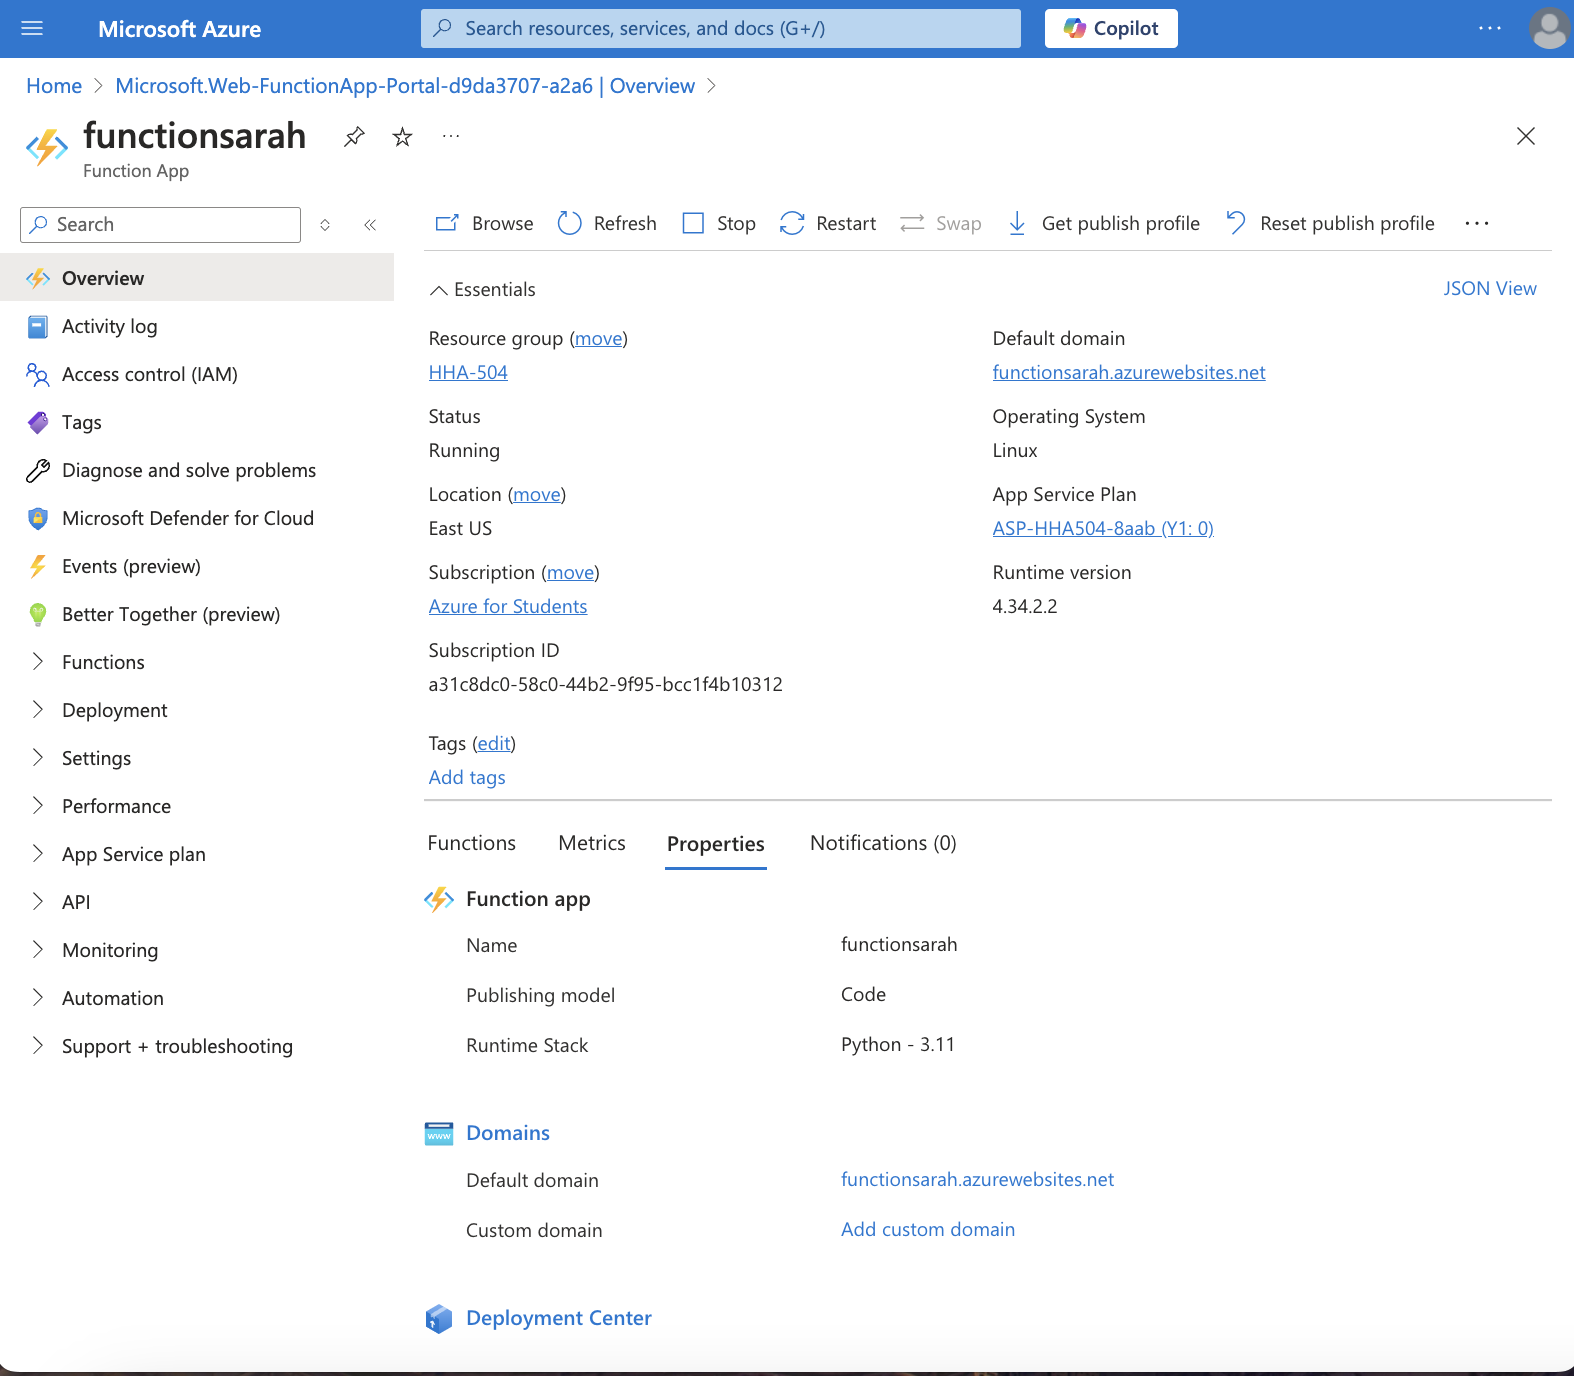 Microsoft Azure
Search resources, services, and docs (G+/)
Copilot
Home > Microsoft.Web-FunctionApp-Portal-d9da3707-a2a6 | Overview >
functionsarah
Function App
Search
Browse
Refresh
Stop
Restart
Swap
Get publish profile
Reset publish profile
Overview
Activity log
Access control (IAM)
Tags
Diagnose and solve problems
Microsoft Defender for Cloud
Events (preview)
Better Together (preview)
Functions
Deployment
Settings
Performance
App Service plan
API
Monitoring
Automation
Support + troubleshooting
Essentials
JSON View
Resource group (move)
HHA-504
Status
Running
Location (move)
East US
Subscription (move)
Azure for Students
Subscription ID
a31c8dc0-58c0-44b2-9f95-bcc1f4b10312
Default domain
functionsarah.azurewebsites.net
Operating System
Linux
App Service Plan
ASP-HHA504-8aab (Y1: 0)
Runtime version
4.34.2.2
Tags (edit)
Add tags
Functions
Metrics
Properties
Notifications (0)
Function app
Name functionsarah
Publishing model Code
Runtime Stack Python - 3.11
www
Domains
Default domain functionsarah.azurewebsites.net
Custom domain Add custom domain
Deployment Center